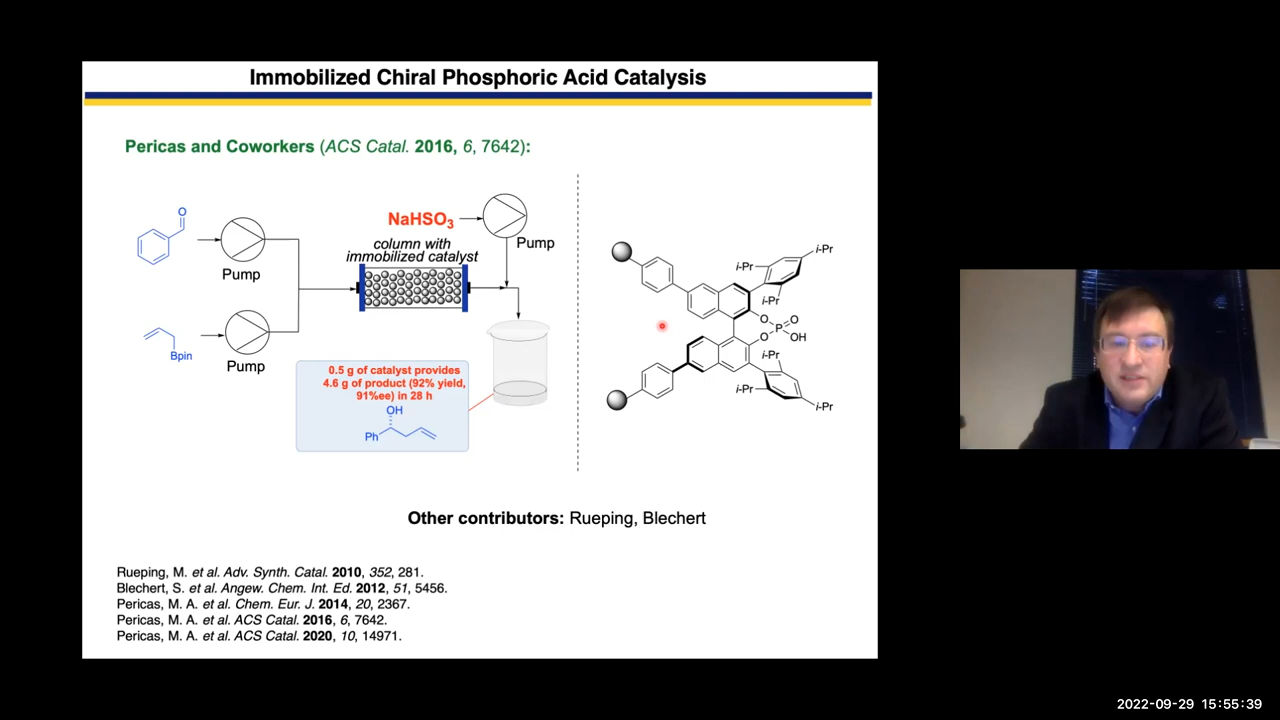 Immobilized Chiral Phosphoric Acid Catalysis
Pericas and Coworkers (ACS Catal. 2016, 6, 7642):
O
Pump
Bpin
Pump
NaHSO3
Pump
column with
immobilized catalyst
0.5 g of catalyst provides
4.6 g of product (92% yield,
91%ee) in 28 h
OH
Ph
i-Pr
i-Pr
i-Pr
O
O
P
OH
O
i-Pr
i-Pr
i-Pr
Other contributors: Rueping, Blechert
Rueping, M. et al. Adv. Synth. Catal. 2010, 352, 281.
Blechert, S. et al. Angew. Chem. Int. Ed. 2012, 51, 5456.
Pericas, M. A. et al. Chem. Eur. J. 2014, 20, 2367.
Pericas, M. A. et al. ACS Catal. 2016, 6, 7642.
Pericas, M. A. et al. ACS Catal. 2020, 10, 14971.
2022-09-29 15:55:39